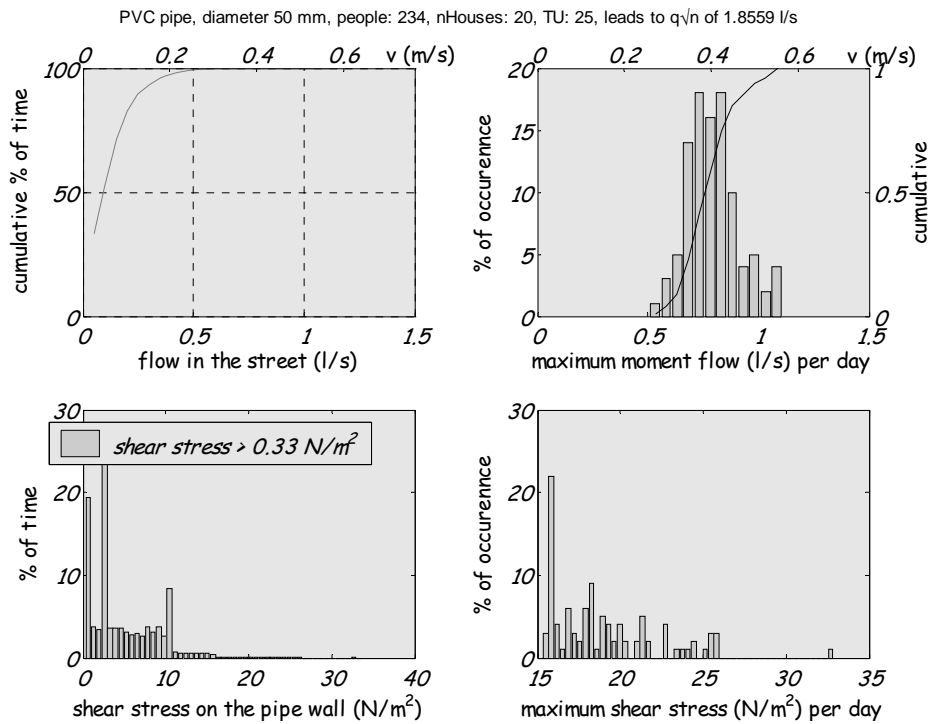 PVC pipe, diameter 50 mm, people: 234, nHouses: 20, TU: 25, leads to q√n of 1.8559 l/s
0 0.2 0.4 0.6 v (m/s)
100
50
0
cumulative % of time
0 0.5 1 1.5
flow in the street (l/s)
0 0.2 0.4 0.6 v (m/s)
20
15
10
5
0
% of occurennce
1
0.5
0
cumulative
0 0.5 1 1.5
maximum moment flow (l/s) per day
30
20
10
0
% of time
shear stress > 0.33 N/m²
0 10 20 30 40
shear stress on the pipe wall (N/m²)
30
20
10
0
% of occurennce
15 20 25 30 35
maximum shear stress (N/m²) per day